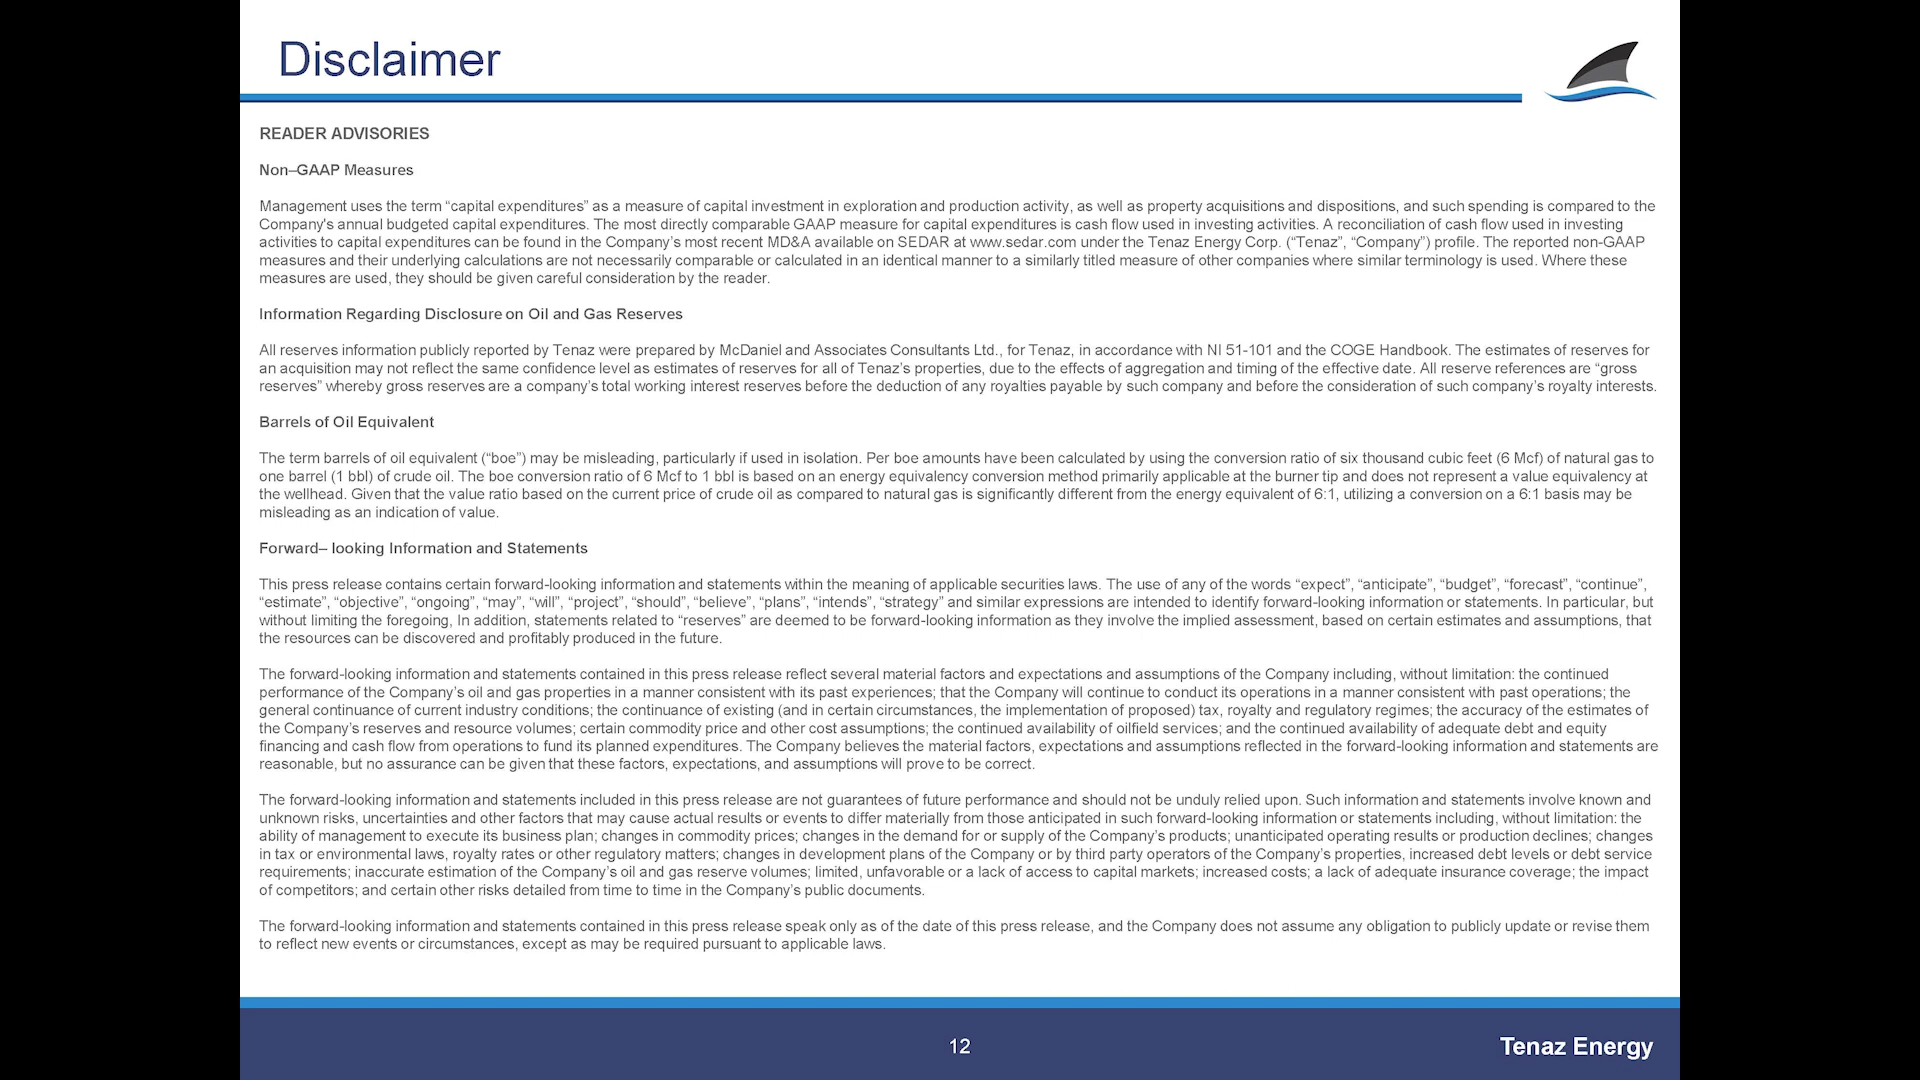 Disclaimer
READER ADVISORIES
Non–GAAP Measures
Management uses the term “capital expenditures” as a measure of capital investment in exploration and production activity, as well as property acquisitions and dispositions, and such spending is compared to the
Company's annual budgeted capital expenditures. The most directly comparable GAAP measure for capital expenditures is cash flow used in investing activities. A reconciliation of cash flow used in investing
activities to capital expenditures can be found in the Company’s most recent MD&A available on SEDAR at www.sedar.com under the Tenaz Energy Corp. (“Tenaz”, “Company”) profile. The reported non-GAAP
measures and their underlying calculations are not necessarily comparable or calculated in an identical manner to a similarly titled measure of other companies where similar terminology is used. Where these
measures are used, they should be given careful consideration by the reader.
Information Regarding Disclosure on Oil and Gas Reserves
All reserves information publicly reported by Tenaz were prepared by McDaniel and Associates Consultants Ltd., for Tenaz, in accordance with NI 51-101 and the COGE Handbook. The estimates of reserves for
an acquisition may not reflect the same confidence level as estimates of reserves for all of Tenaz’s properties, due to the effects of aggregation and timing of the effective date. All reserve references are “gross
reserves” whereby gross reserves are a company’s total working interest reserves before the deduction of any royalties payable by such company and before the consideration of such company’s royalty interests.
Barrels of Oil Equivalent
The term barrels of oil equivalent (“boe”) may be misleading, particularly if used in isolation. Per boe amounts have been calculated by using the conversion ratio of six thousand cubic feet (6 Mcf) of natural gas to
one barrel (1 bbl) of crude oil. The boe conversion ratio of 6 Mcf to 1 bbl is based on an energy equivalency conversion method primarily applicable at the burner tip and does not represent a value equivalency at
the wellhead. Given that the value ratio based on the current price of crude oil as compared to natural gas is significantly different from the energy equivalent of 6:1, utilizing a conversion on a 6:1 basis may be
misleading as an indication of value.
Forward– looking Information and Statements
This press release contains certain forward-looking information and statements within the meaning of applicable securities laws. The use of any of the words “expect”, “anticipate”, “budget”, “forecast”, “continue”,
“estimate”, “objective”, “ongoing”, “may”, “will”, “project”, “should”, “believe”, “plans”, “intends”, “strategy” and similar expressions are intended to identify forward-looking information or statements. In particular, but
without limiting the foregoing, In addition, statements related to “reserves” are deemed to be forward-looking information as they involve the implied assessment, based on certain estimates and assumptions, that
the resources can be discovered and profitably produced in the future.
The forward-looking information and statements contained in this press release reflect several material factors and expectations and assumptions of the Company including, without limitation: the continued
performance of the Company’s oil and gas properties in a manner consistent with its past experiences; that the Company will continue to conduct its operations in a manner consistent with past operations; the
general continuance of current industry conditions; the continuance of existing (and in certain circumstances, the implementation of proposed) tax, royalty and regulatory regimes; the accuracy of the estimates of
the Company’s reserves and resource volumes; certain commodity price and other cost assumptions; the continued availability of oilfield services; and the continued availability of adequate debt and equity
financing and cash flow from operations to fund its planned expenditures. The Company believes the material factors, expectations and assumptions reflected in the forward-looking information and statements are
reasonable, but no assurance can be given that these factors, expectations, and assumptions will prove to be correct.
The forward-looking information and statements included in this press release are not guarantees of future performance and should not be unduly relied upon. Such information and statements involve known and
unknown risks, uncertainties and other factors that may cause actual results or events to differ materially from those anticipated in such forward-looking information or statements including, without limitation: the
ability of management to execute its business plan; changes in commodity prices; changes in the demand for or supply of the Company’s products; unanticipated operating results or production declines; changes
in tax or environmental laws, royalty rates or other regulatory matters; changes in development plans of the Company or by third party operators of the Company’s properties, increased debt levels or debt service
requirements; inaccurate estimation of the Company’s oil and gas reserve volumes; limited, unfavorable or a lack of access to capital markets; increased costs; a lack of adequate insurance coverage; the impact
of competitors; and certain other risks detailed from time to time in the Company’s public documents.
The forward-looking information and statements contained in this press release speak only as of the date of this press release, and the Company does not assume any obligation to publicly update or revise them
to reflect new events or circumstances, except as may be required pursuant to applicable laws.
12
Tenaz Energy